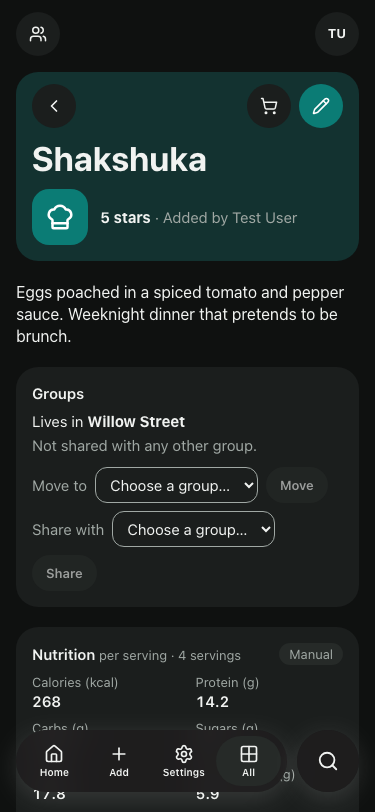 TU
Shakshuka
5 stars · Added by Test User
Eggs poached in a spiced tomato and pepper
sauce. Weeknight dinner that pretends to be
brunch.
Groups
Lives in Willow Street
Not shared with any other group.
Move to Choose a group... Move
Share with Choose a group...
Share
Nutrition per serving · 4 servings Manual
Calories (kcal) Protein (g)
268 14.2
Carbs (g) Sugars (g)
Home Add Settings All
17.8 5.9